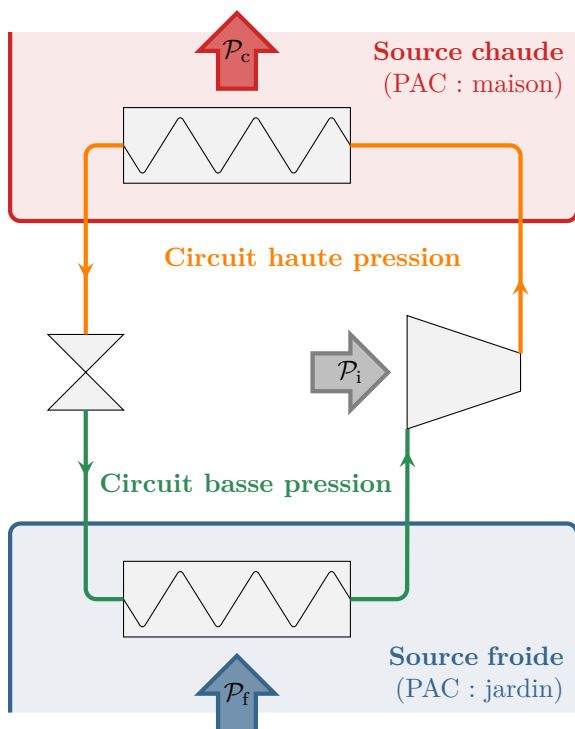 𝒫c
Source chaude
(PAC : maison)
Circuit haute pression
𝒫i
Circuit basse pression
Source froide
(PAC : jardin)
𝒫f